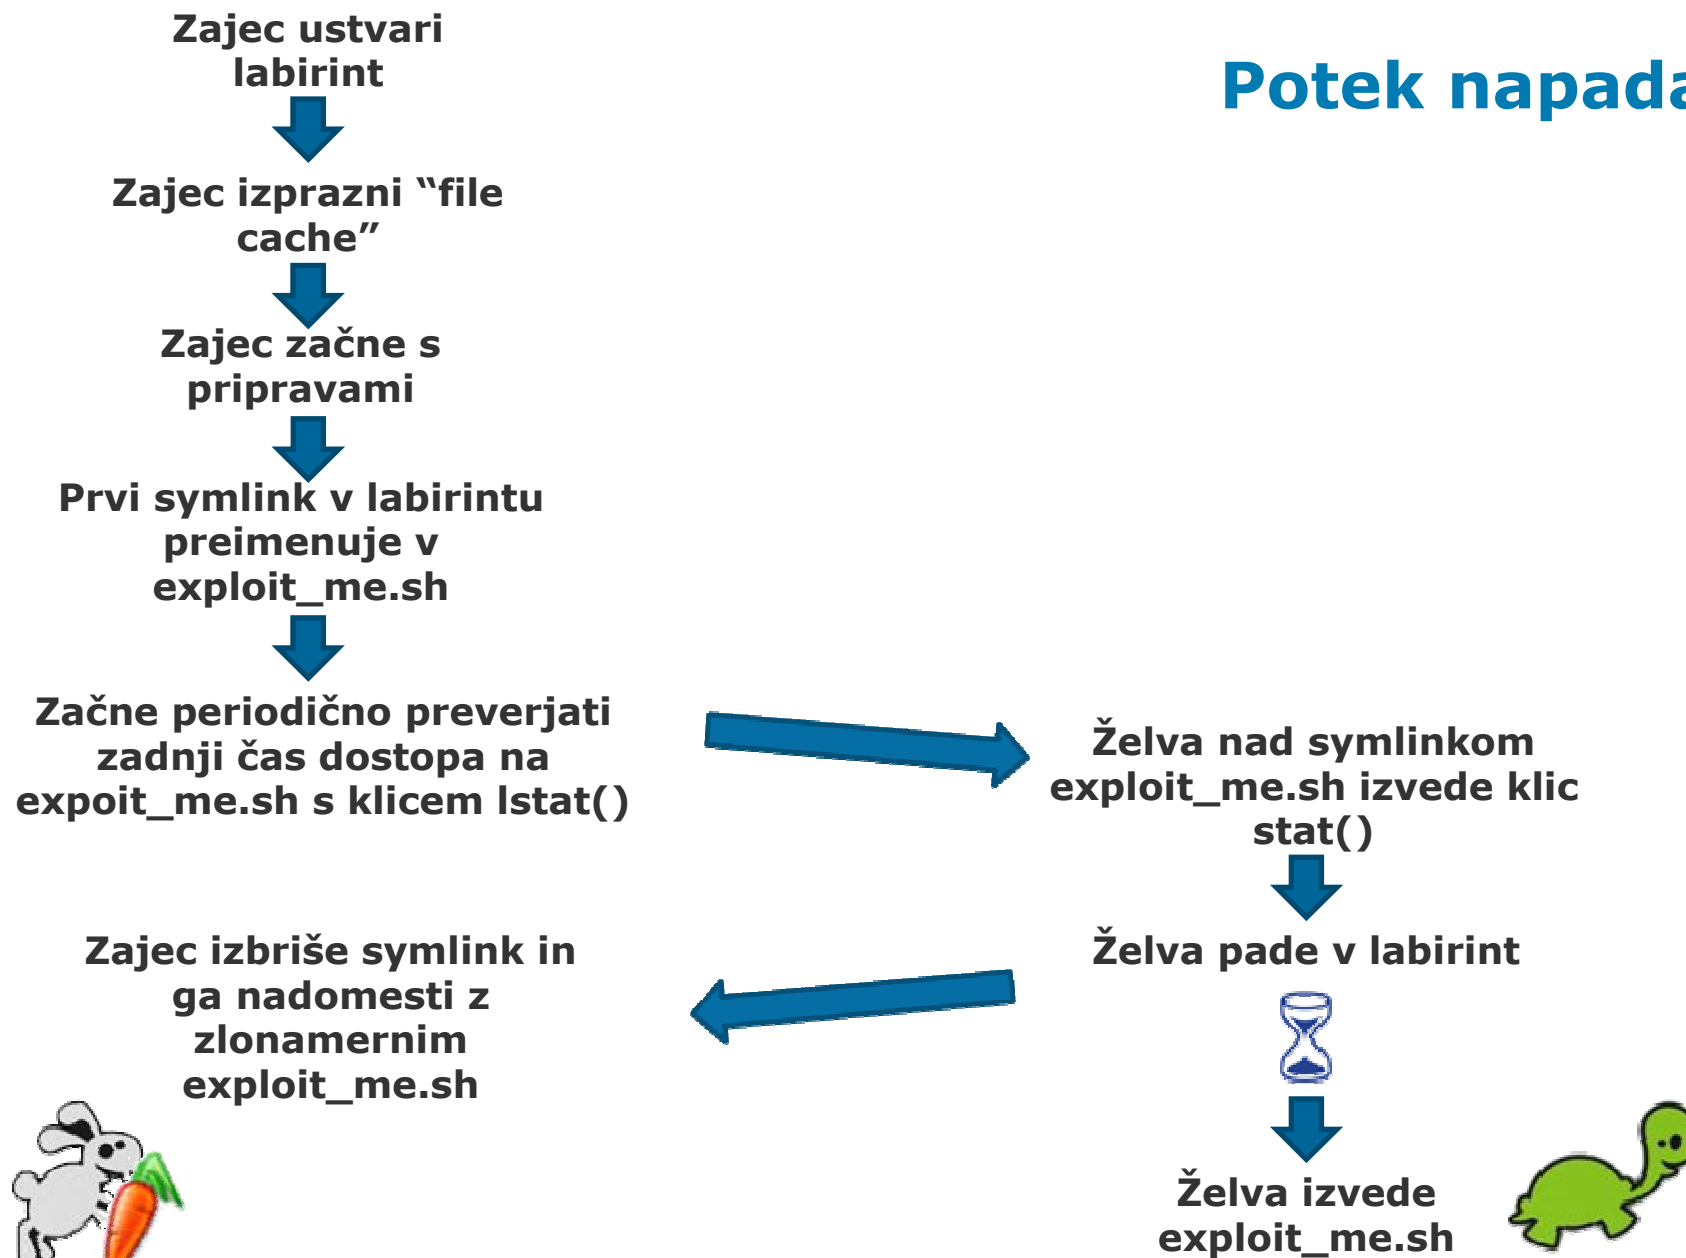 Potek napada
Zajec ustvari
labirint
Zajec izprazni “file
cache”
Zajec začne s
pripravami
Prvi symlink v labirintu
preimenuje v
exploit_me.sh
Začne periodično preverjati
zadnji čas dostopa na
expoit_me.sh s klicem lstat()
Želva nad symlinkom
exploit_me.sh izvede klic
stat()
Želva pade v labirint
Zajec izbriše symlink in
ga nadomesti z
zlonamernim
exploit_me.sh
Želva izvede
exploit_me.sh